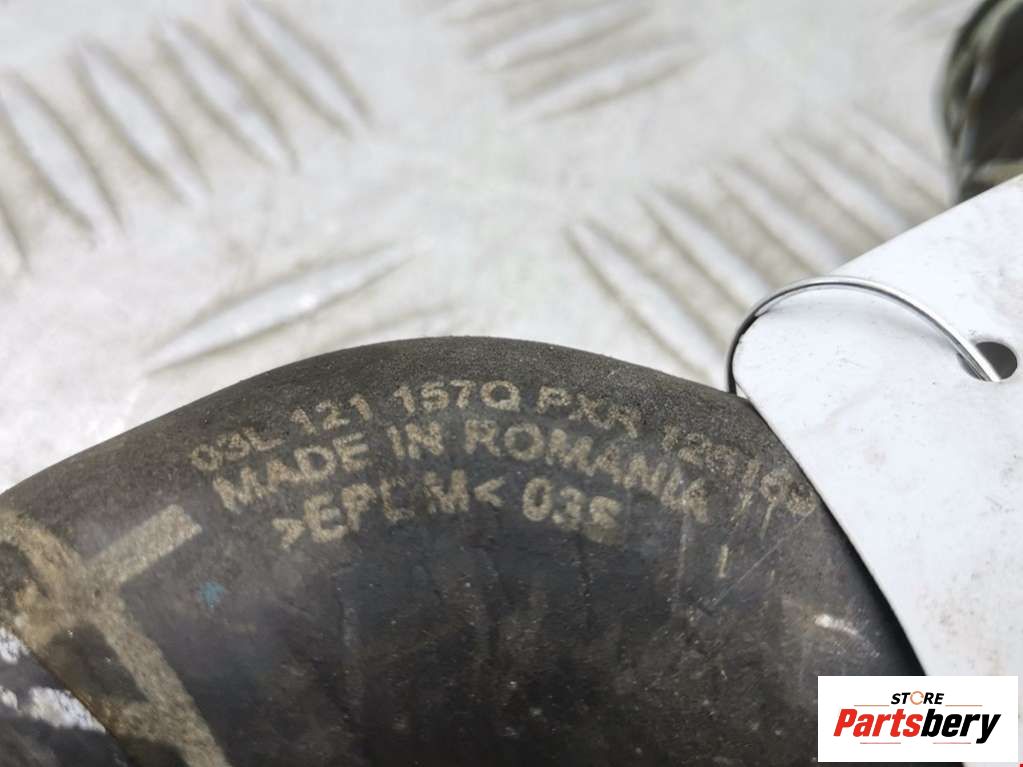 03L 121 157Q PXR
MADE IN ROMANIA
>EPDM< 03S
STORE
Partsbery